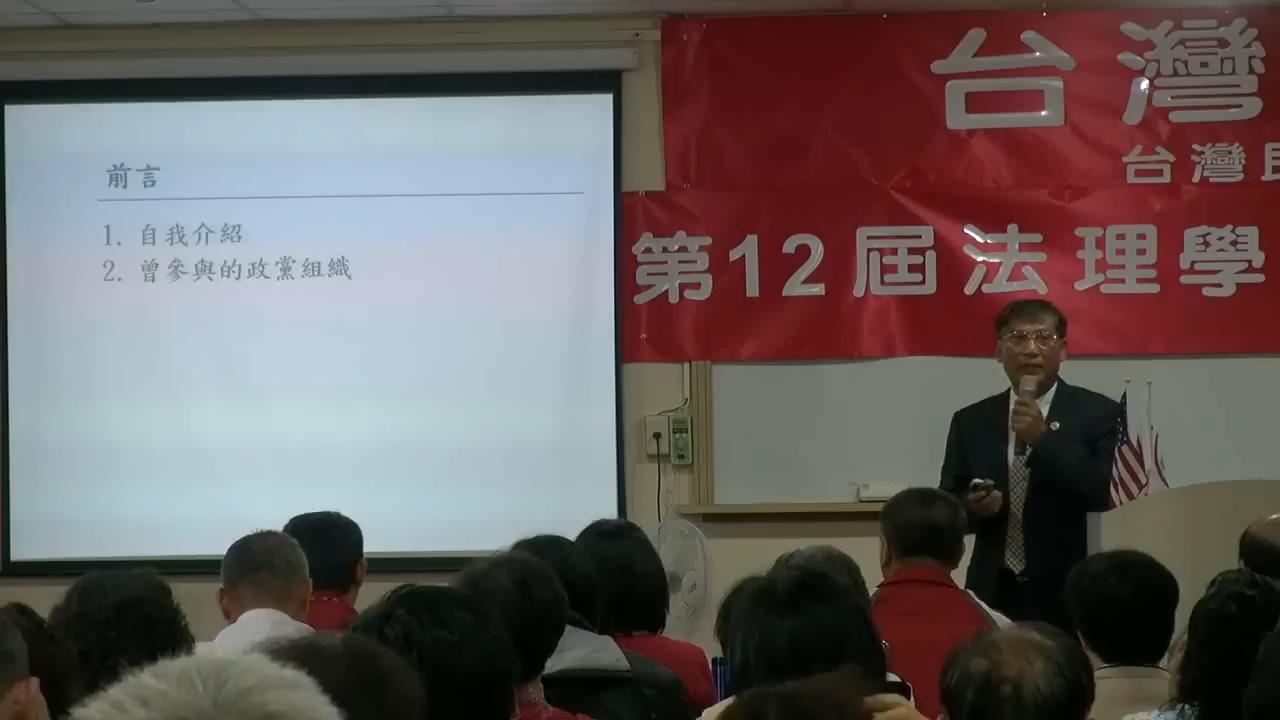 前言
1. 自我介紹
2. 曾參與的政黨組織
台灣
台灣民
第12屆法理學